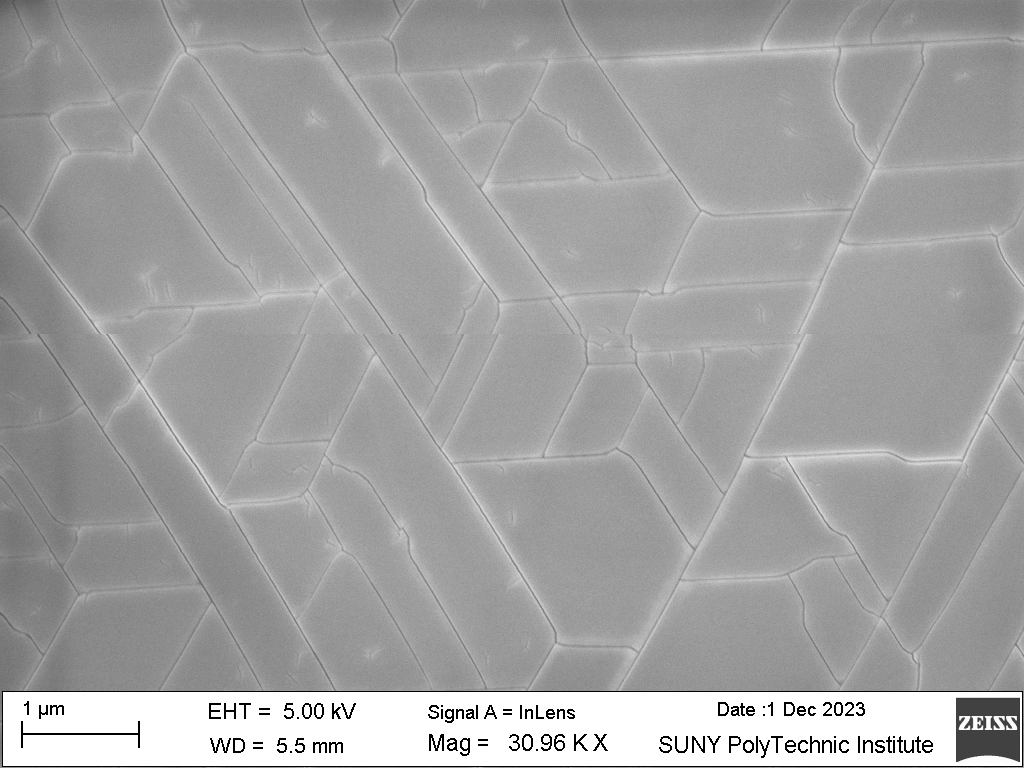 1 µm
EHT = 5.00 kV
Signal A = InLens
Date :1 Dec 2023
WD = 5.5 mm
Mag = 30.96 K X
SUNY PolyTechnic Institute
ZEISS